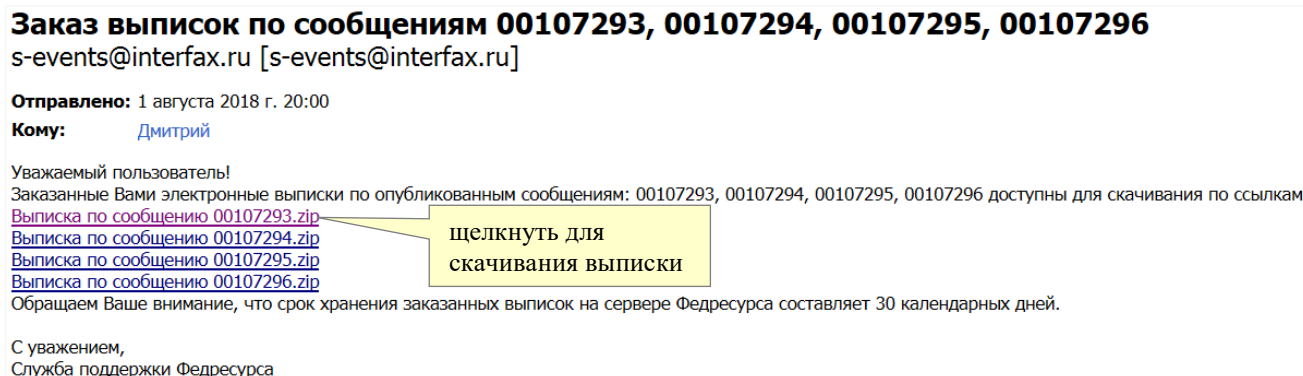 Заказ выписок по сообщениям 00107293, 00107294, 00107295, 00107296
s-events@interfax.ru [s-events@interfax.ru]
Отправлено: 1 августа 2018 г. 20:00
Кому: Дмитрий
Уважаемый пользователь!
Заказанные Вами электронные выписки по опубликованным сообщениям: 00107293, 00107294, 00107295, 00107296 доступны для скачивания по ссылкам
Выписка по сообщению 00107293.zip
Выписка по сообщению 00107294.zip
Выписка по сообщению 00107295.zip
Выписка по сообщению 00107296.zip
щелкнуть для
скачивания выписки
Обращаем Ваше внимание, что срок хранения заказанных выписок на сервере Федресурса составляет 30 календарных дней.
С уважением,
Служба поддержки Федресурса